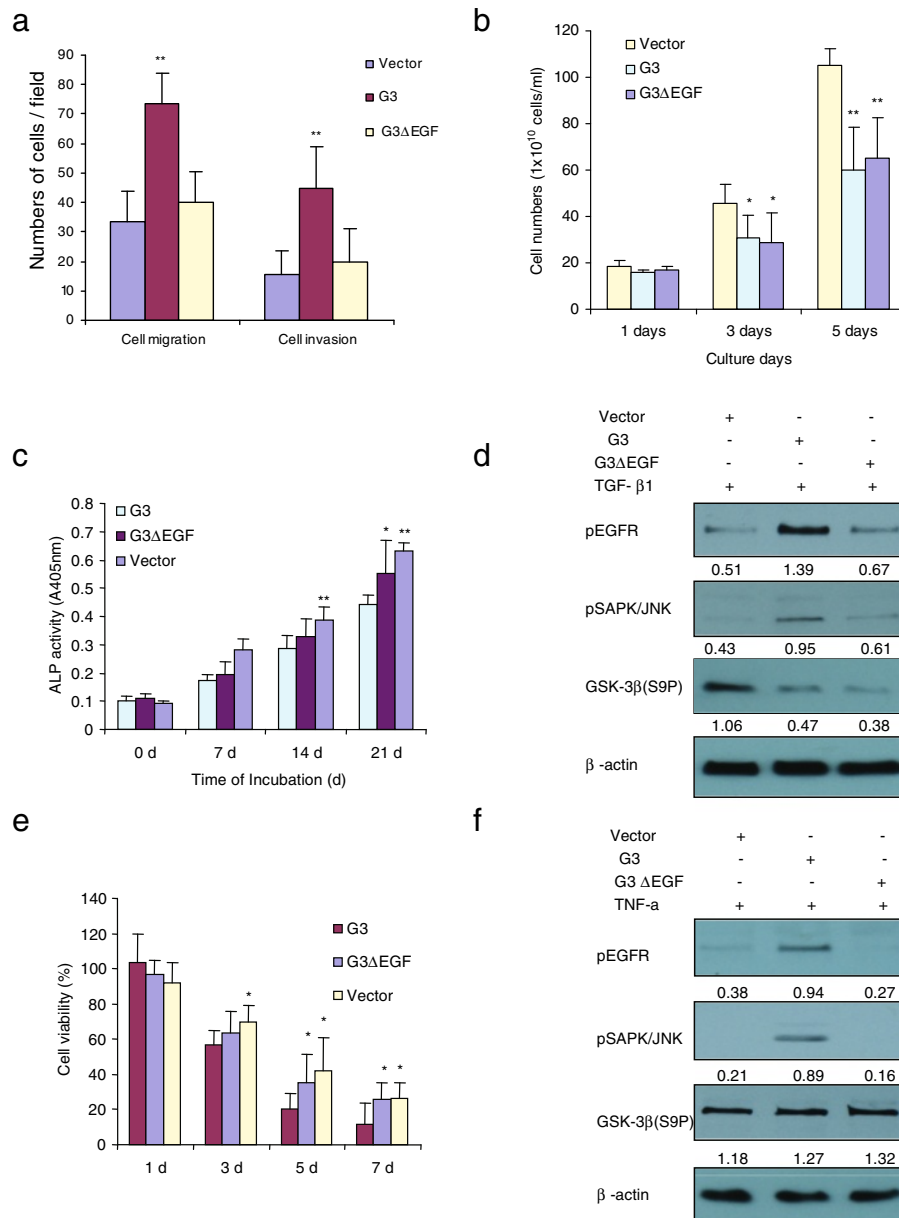 a
Numbers of cells / field
90
80
70
60
50
40
30
20
10
0
**
**
Vector
G3
G3ΔEGF
Cell migration
Cell invasion
b
Cell numbers (1x10^10 cells/ml)
120
100
80
60
40
20
0
Vector
G3
G3ΔEGF
* *
** **
1 days
3 days
5 days
Culture days
c
ALP activity (A405nm)
0.8
0.7
0.6
0.5
0.4
0.3
0.2
0.1
0
G3
G3ΔEGF
Vector
**
* **
0 d
7 d
14 d
21 d
Time of Incubation (d)
d
Vector + - -
G3 - + -
G3ΔEGF - - +
TGF- β1 + + +
pEGFR
0.51 1.39 0.67
pSAPK/JNK
0.43 0.95 0.61
GSK-3β(S9P)
1.06 0.47 0.38
β -actin
e
Cell viability (%)
140
120
100
80
60
40
20
0
G3
G3ΔEGF
Vector
*
* *
* *
1 d
3 d
5 d
7 d
f
Vector + - -
G3 - + -
G3 ΔEGF - - +
TNF-a + + +
pEGFR
0.38 0.94 0.27
pSAPK/JNK
0.21 0.89 0.16
GSK-3β(S9P)
1.18 1.27 1.32
β -actin